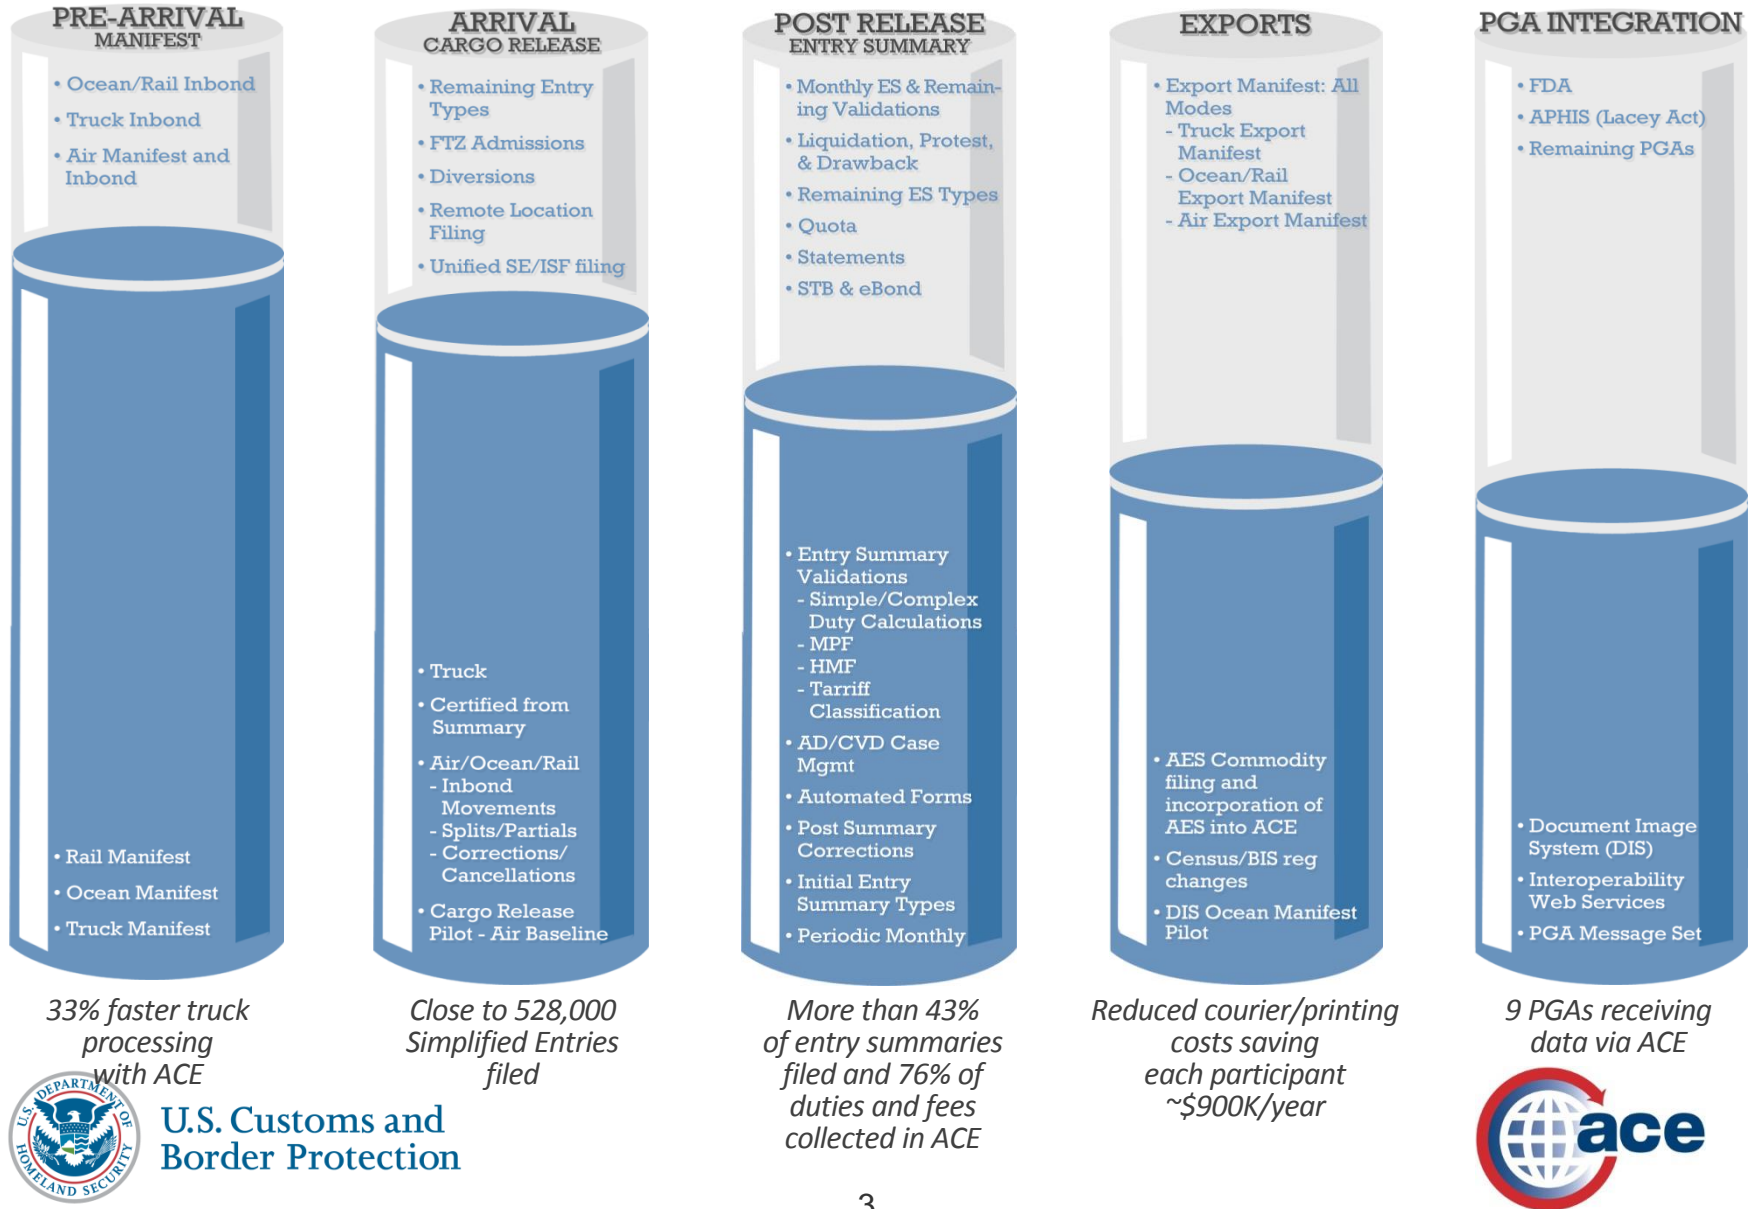 PRE-ARRIVAL
MANIFEST
• Ocean/Rail Inbond
• Truck Inbond
• Air Manifest and
Inbond
• Rail Manifest
• Ocean Manifest
• Truck Manifest
33% faster truck
processing
with ACE
ARRIVAL
CARGO RELEASE
• Remaining Entry
Types
• FTZ Admissions
• Diversions
• Remote Location
Filing
• Unified SE/ISF filing
• Truck
• Certified from
Summary
• Air/Ocean/Rail
- Inbond
Movements
- Splits/Partials
- Corrections/
Cancellations
• Cargo Release
Pilot - Air Baseline
Close to 528,000
Simplified Entries
filed
POST RELEASE
ENTRY SUMMARY
• Monthly ES & Remain-
ing Validations
• Liquidation, Protest,
& Drawback
• Remaining ES Types
• Quota
• Statements
• STB & eBond
• Entry Summary
Validations
- Simple/Complex
Duty Calculations
- MPF
- HMF
- Tarriff
Classification
• AD/CVD Case
Mgmt
• Automated Forms
• Post Summary
Corrections
• Initial Entry
Summary Types
• Periodic Monthly
More than 43%
of entry summaries
filed and 76% of
duties and fees
collected in ACE
EXPORTS
• Export Manifest: All
Modes
- Truck Export
Manifest
- Ocean/Rail
Export Manifest
- Air Export Manifest
• AES Commodity
filing and
incorporation of
AES into ACE
• Census/BIS reg
changes
• DIS Ocean Manifest
Pilot
Reduced courier/printing
costs saving
each participant
~$900K/year
PGA INTEGRATION
• FDA
• APHIS (Lacey Act)
• Remaining PGAs
• Document Image
System (DIS)
• Interoperability
Web Services
• PGA Message Set
9 PGAs receiving
data via ACE
U.S. DEPARTMENT OF
HOMELAND SECURITY
U.S. Customs and
Border Protection
ace
3